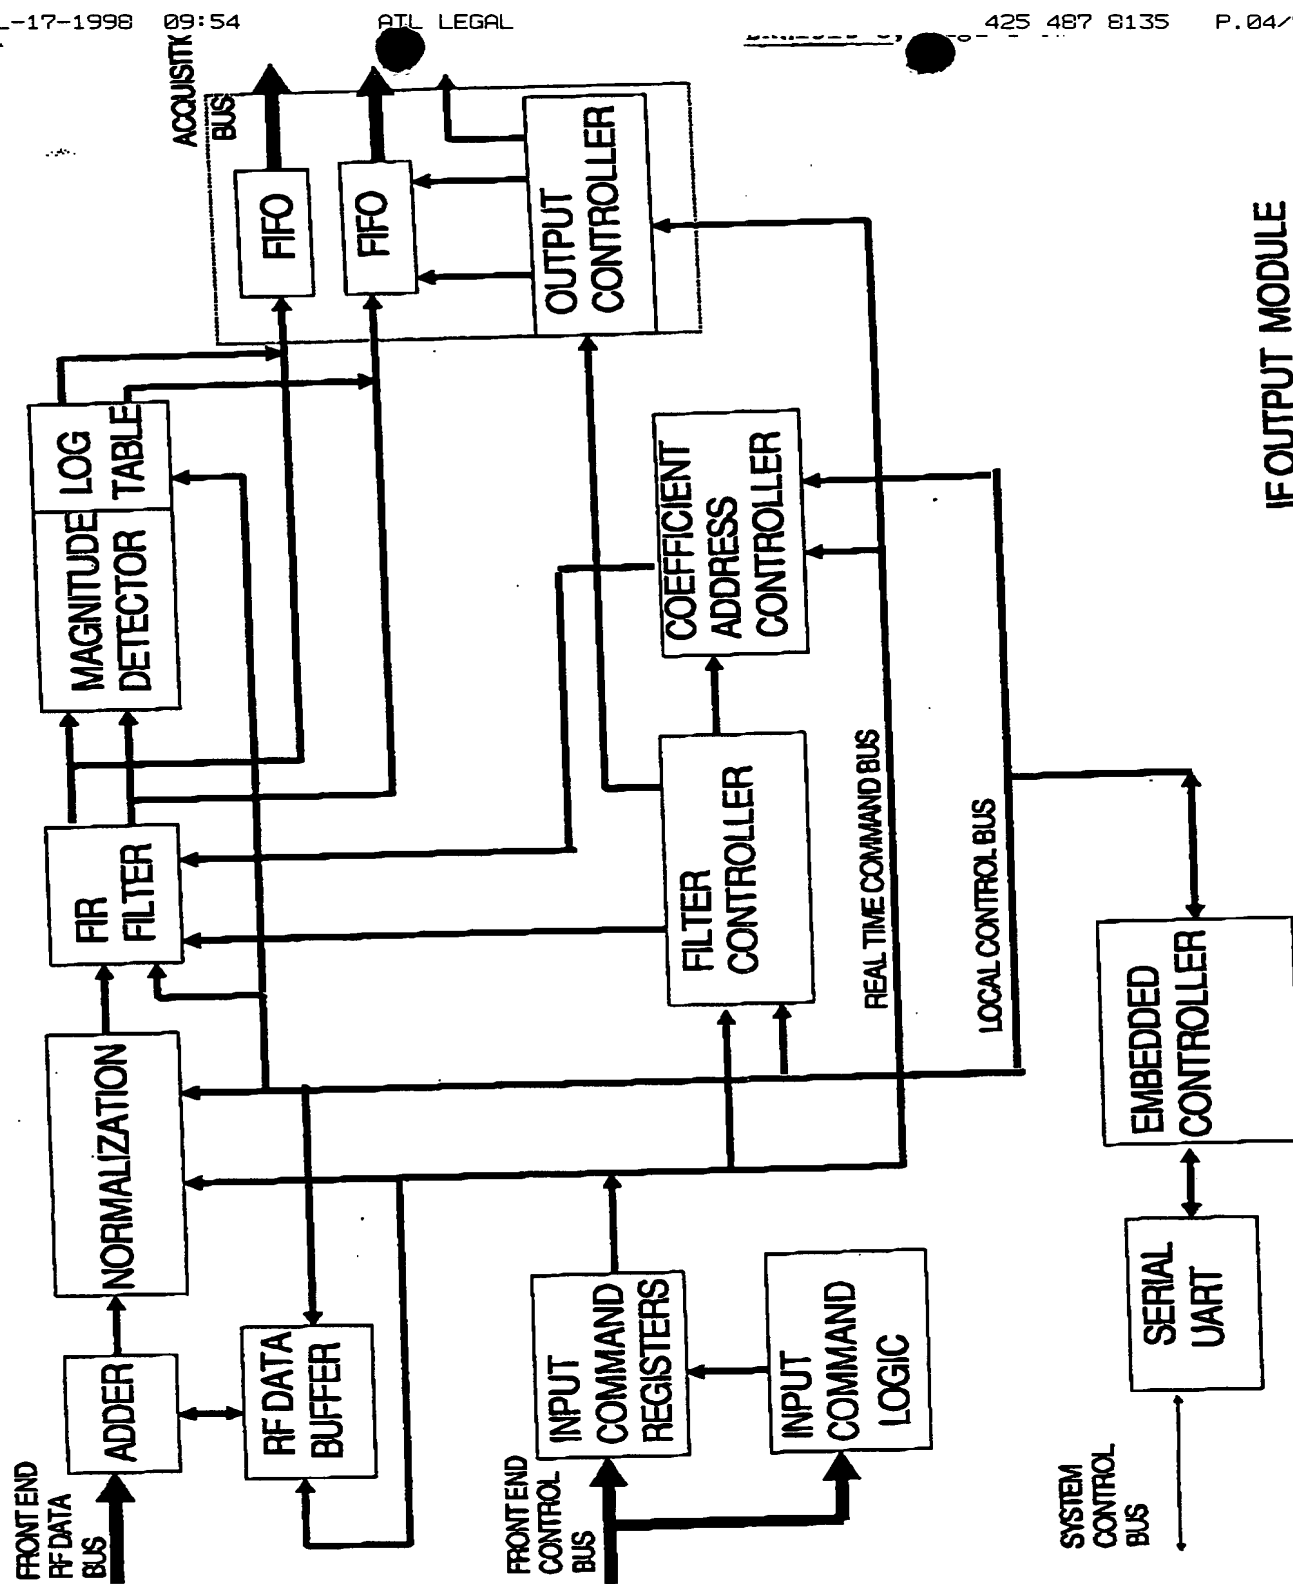 L-17-1998 09:54 ATL LEGAL 425 487 8135 P.04/
ACQUISITION
BUS
FIFO
FIFO
OUTPUT
CONTROLLER
LOG
TABLE
MAGNITUDE
DETECTOR
COEFFICIENT
ADDRESS
CONTROLLER
FIR
FILTER
FILTER
CONTROLLER
REAL TIME COMMAND BUS
LOCAL CONTROL BUS
NORMALIZATION
EMBEDDED
CONTROLLER
ADDER
RF DATA
BUFFER
INPUT
COMMAND
REGISTERS
INPUT
COMMAND
LOGIC
SERIAL
UART
FRONT END
RF DATA
BUS
FRONT END
CONTROL
BUS
SYSTEM
CONTROL
BUS
IF OUTPUT MODULE